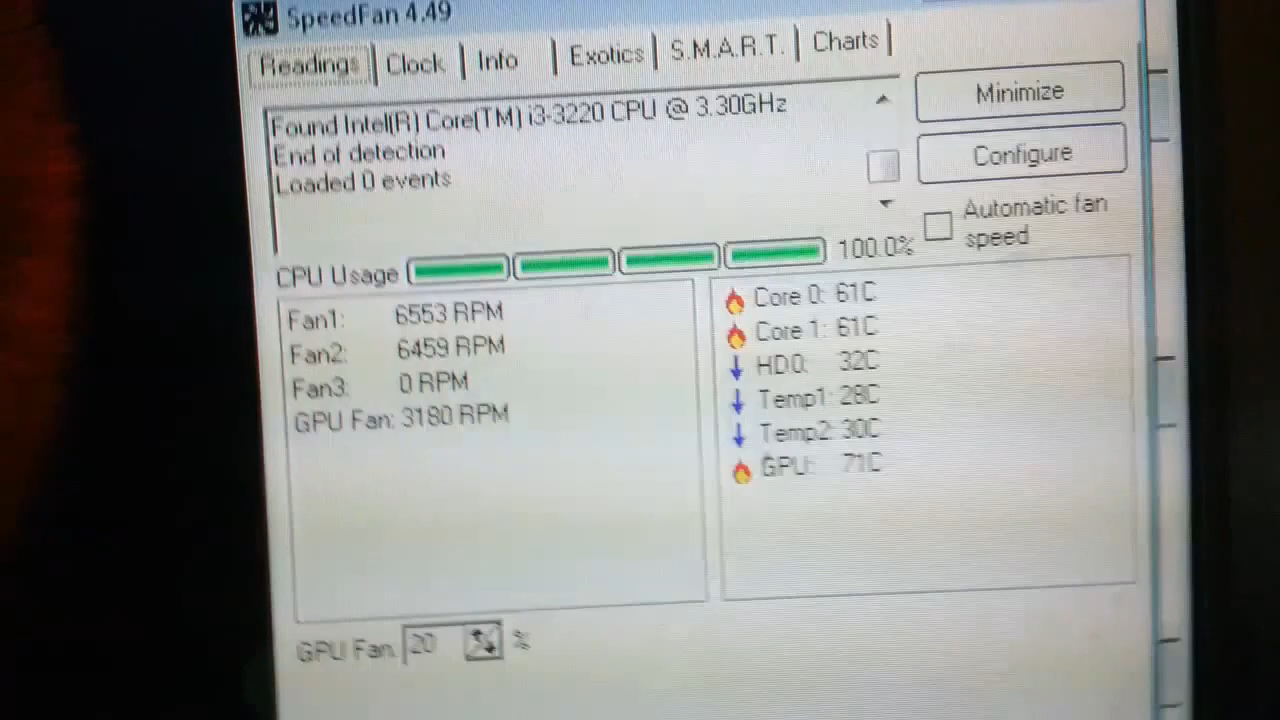 SpeedFan 4.49
Readings Clock Info Exotics S.M.A.R.T. Charts
Found Intel(R) Core(TM) i3-3220 CPU @ 3.30GHz
End of detection
Loaded 0 events
Minimize
Configure
Automatic fan
speed
CPU Usage 100.0%
Fan1: 6553 RPM
Fan2: 6459 RPM
Fan3: 0 RPM
GPU Fan: 3180 RPM
Core 0: 61C
Core 1: 61C
HD0: 32C
Temp1: 28C
Temp2: 30C
GPU: 71C
GPU Fan: 20 %